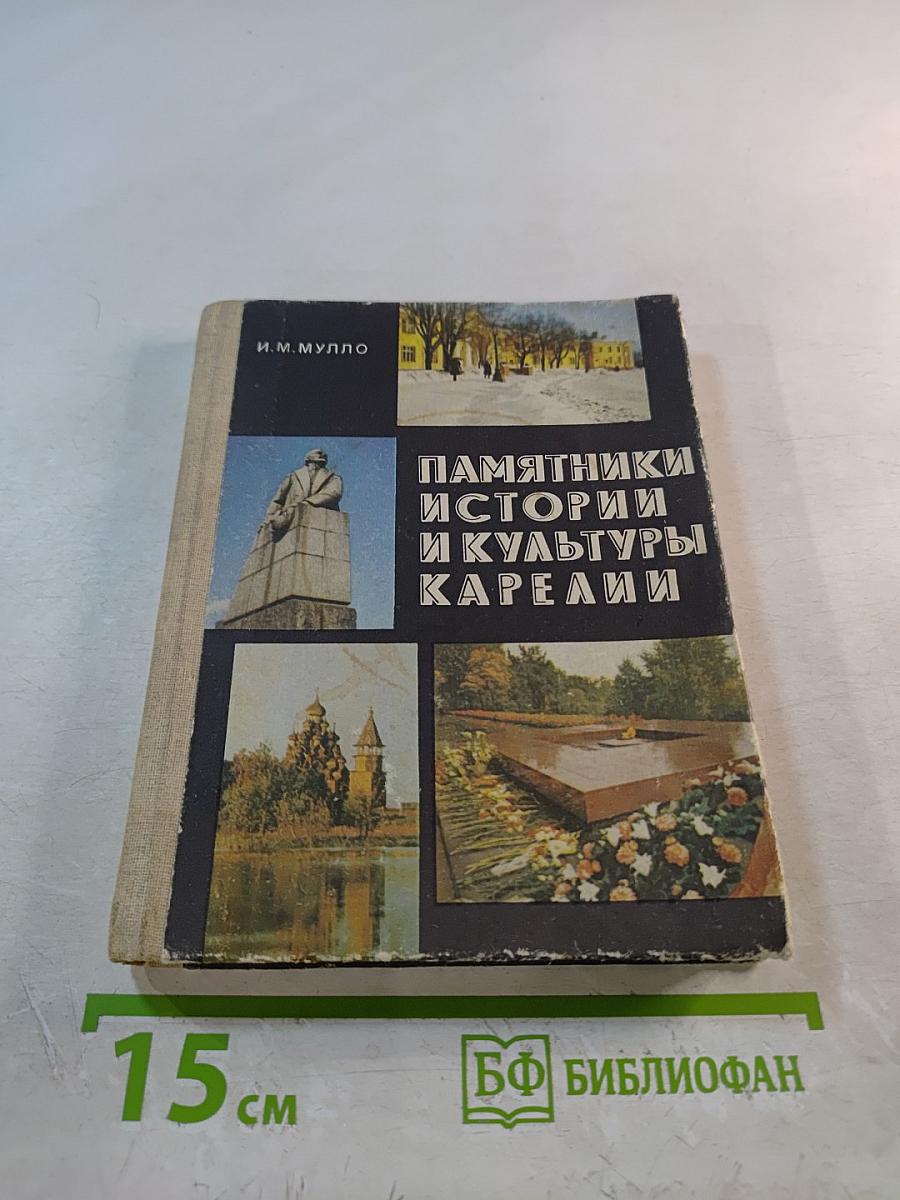 И.М.МУЛЛО
ПАМЯТНИКИ
ИСТОРИИ
И КУЛЬТУРЫ
КАРЕЛИИ
15 см
БФ БИБЛИОФАН